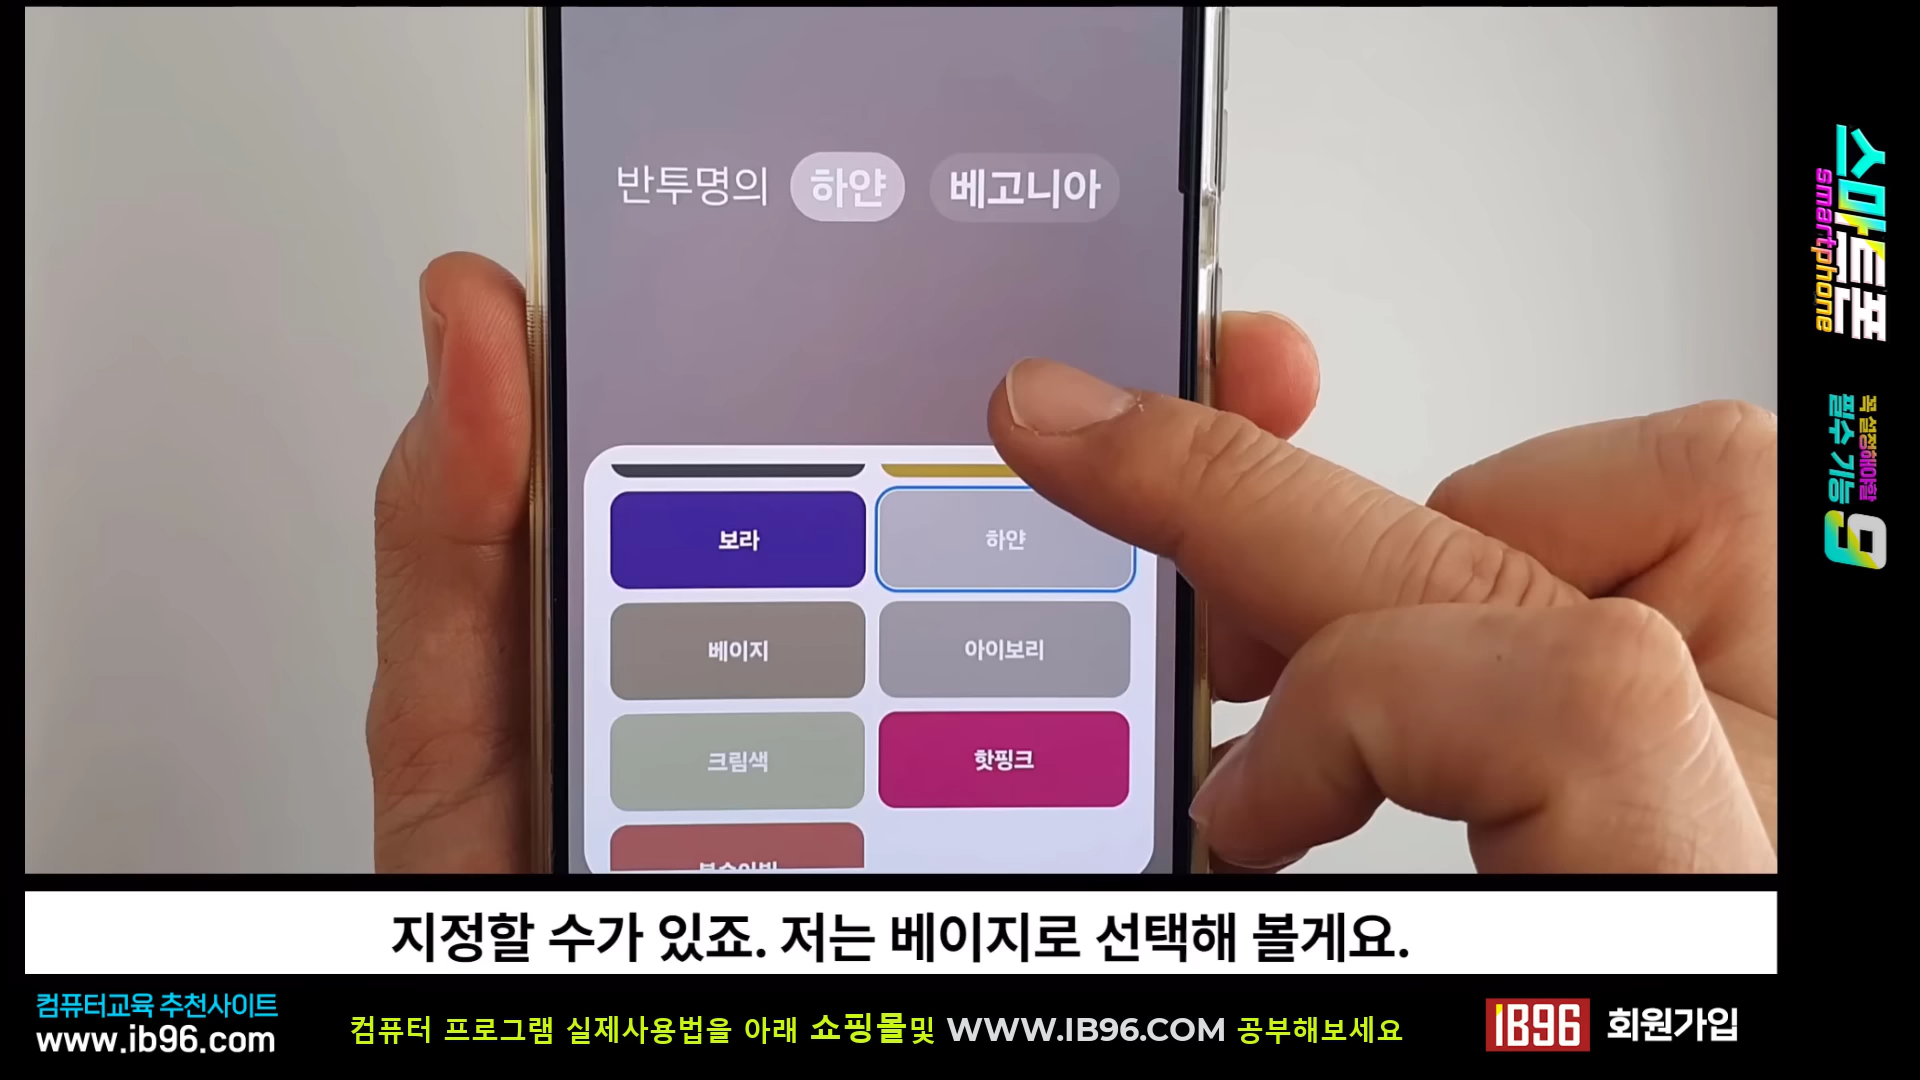 반투명의 하얀 베고니아
보라 하얀
베이지 아이보리
크림색 핫핑크
지정할 수가 있죠. 저는 베이지로 선택해 볼게요.
컴퓨터교육 추천사이트
www.ib96.com
컴퓨터 프로그램 실제사용법을 아래 쇼핑몰및 WWW.IB96.COM 공부해보세요
IB96 회원가입
스마트폰
smartphone
꼭 설정해야할
필수 기능
9